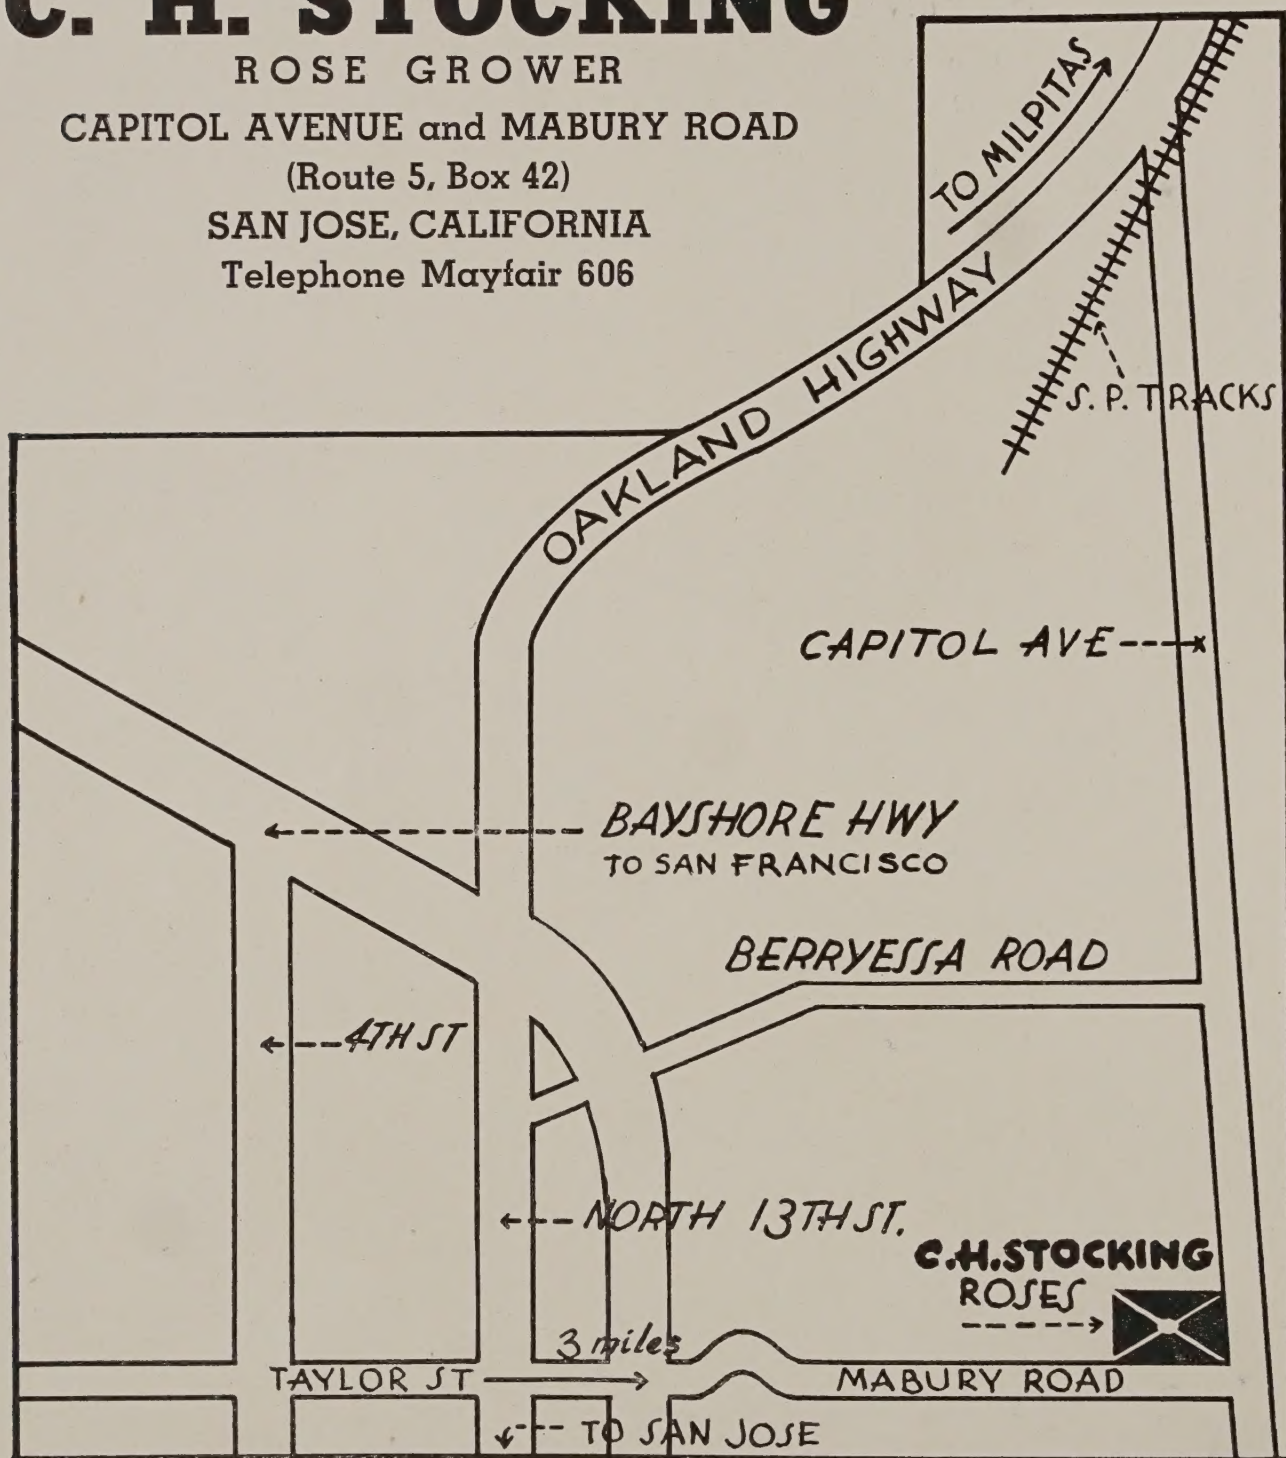 C. H. STOCKING
ROSE GROWER
CAPITOL AVENUE and MABURY ROAD
(Route 5, Box 42)
SAN JOSE, CALIFORNIA
Telephone Mayfair 606
TO MILPITAS
OAKLAND HIGHWAY
S. P. TRACKS
CAPITOL AVE
BAYSHORE HWY
TO SAN FRANCISCO
BERRYESSA ROAD
4TH ST
NORTH 13TH ST.
C.H.STOCKING
ROSES
3 miles
TAYLOR ST
MABURY ROAD
TO SAN JOSE